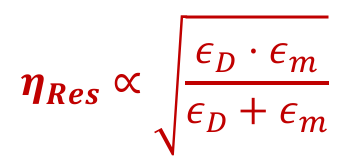 η_Res ∝ √((ϵ_D · ϵ_m)/(ϵ_D + ϵ_m))